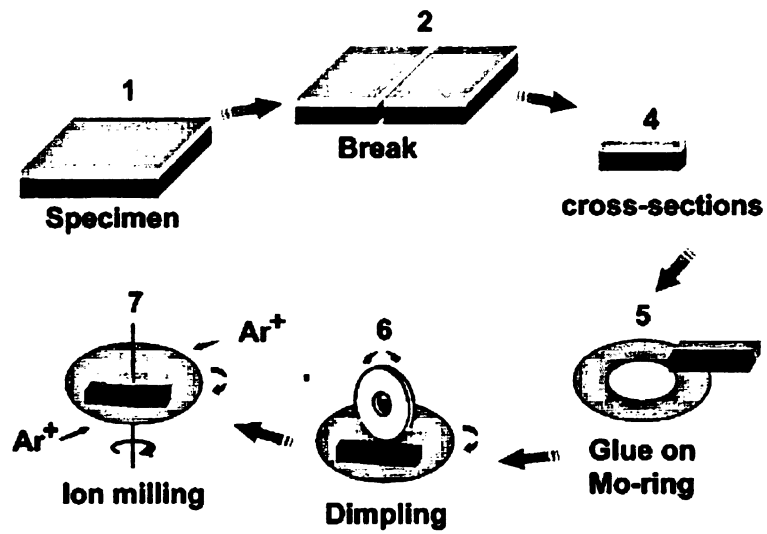 1
Specimen
2
Break
4
cross-sections
5
Glue on
Mo-ring
6
Dimpling
7
Ar+
Ar+
Ion milling